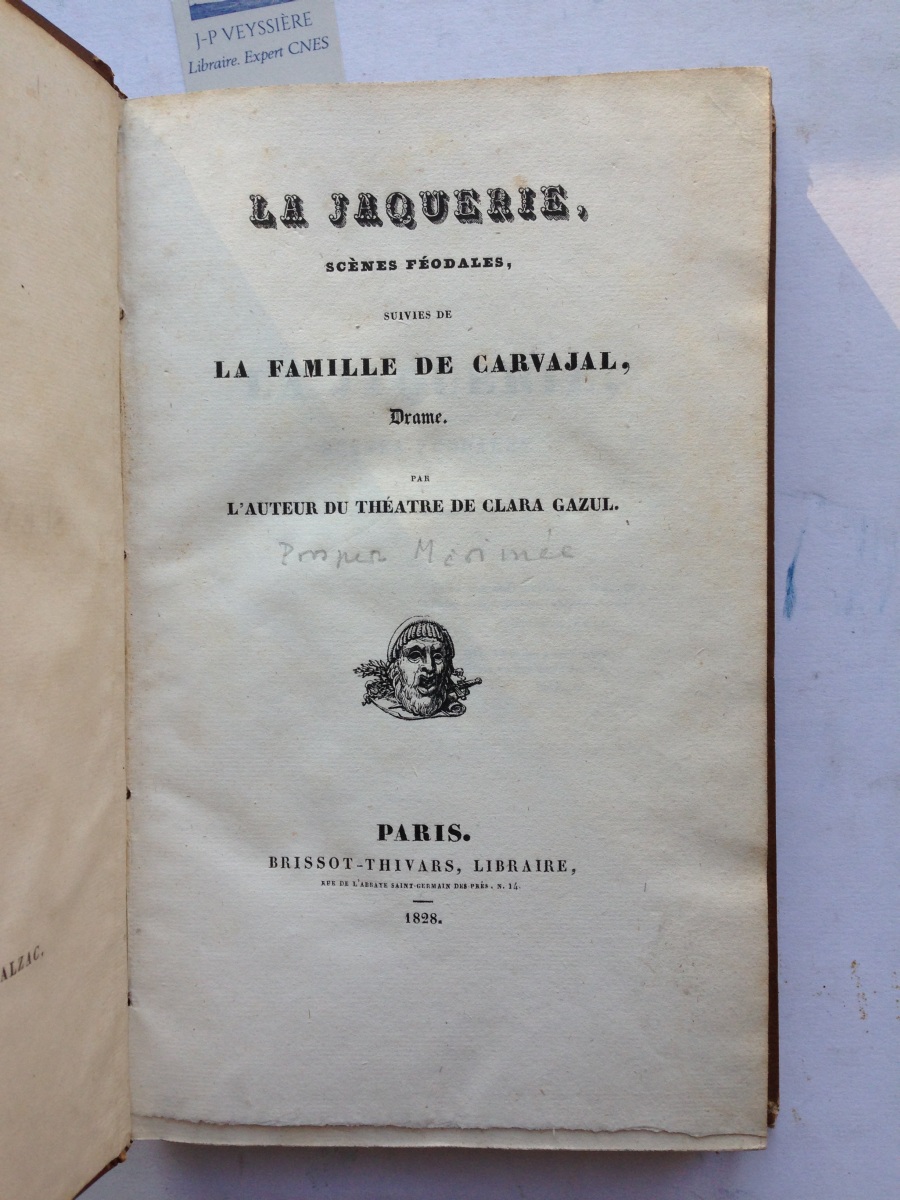 J-P VEYSSIÈRE
Libraire. Expert CNES
LA JAQUERIE,
SCÈNES FÉODALES,
SUIVIES DE
LA FAMILLE DE CARVAJAL,
Drame.
PAR
L'AUTEUR DU THÉATRE DE CLARA GAZUL.
Prosper Mérimée
PARIS.
BRISSOT-THIVARS, LIBRAIRE,
RUE DE L'ABBAYE SAINT-GERMAIN DES PRÉS, N. 14.
1828.
ALZAC.